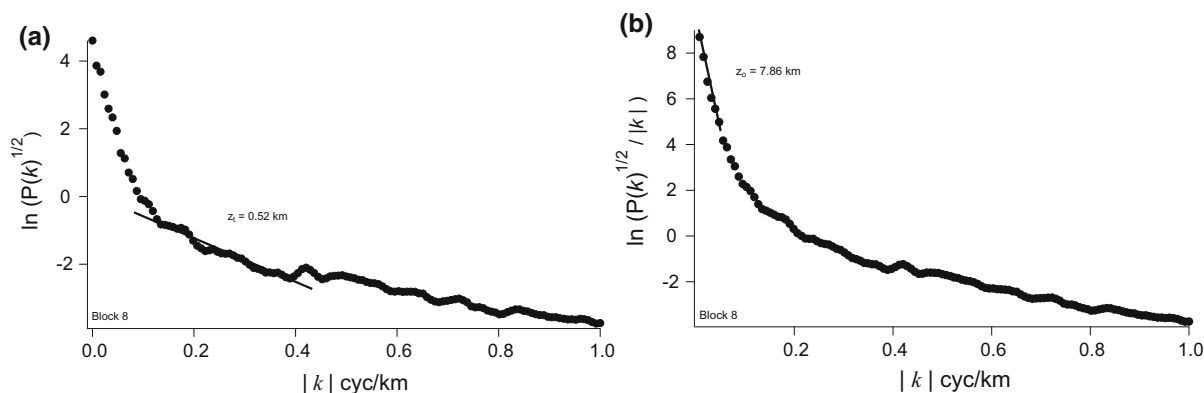 (a)
ln (P(k)^1/2)
4
2
0
-2
z_t = 0.52 km
Block 8
0.0 0.2 0.4 0.6 0.8 1.0
| k | cyc/km
(b)
ln (P(k)^1/2 / |k| )
8
6
4
2
0
-2
z_o = 7.86 km
Block 8
0.2 0.4 0.6 0.8 1.0
| k | cyc/km